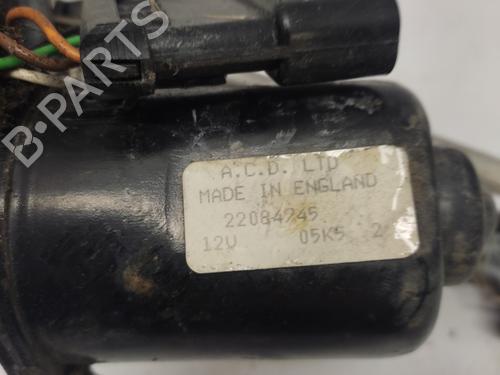 B-PARTS
A.C.D. LTD
MADE IN ENGLAND
22084745
12V 05K5 2